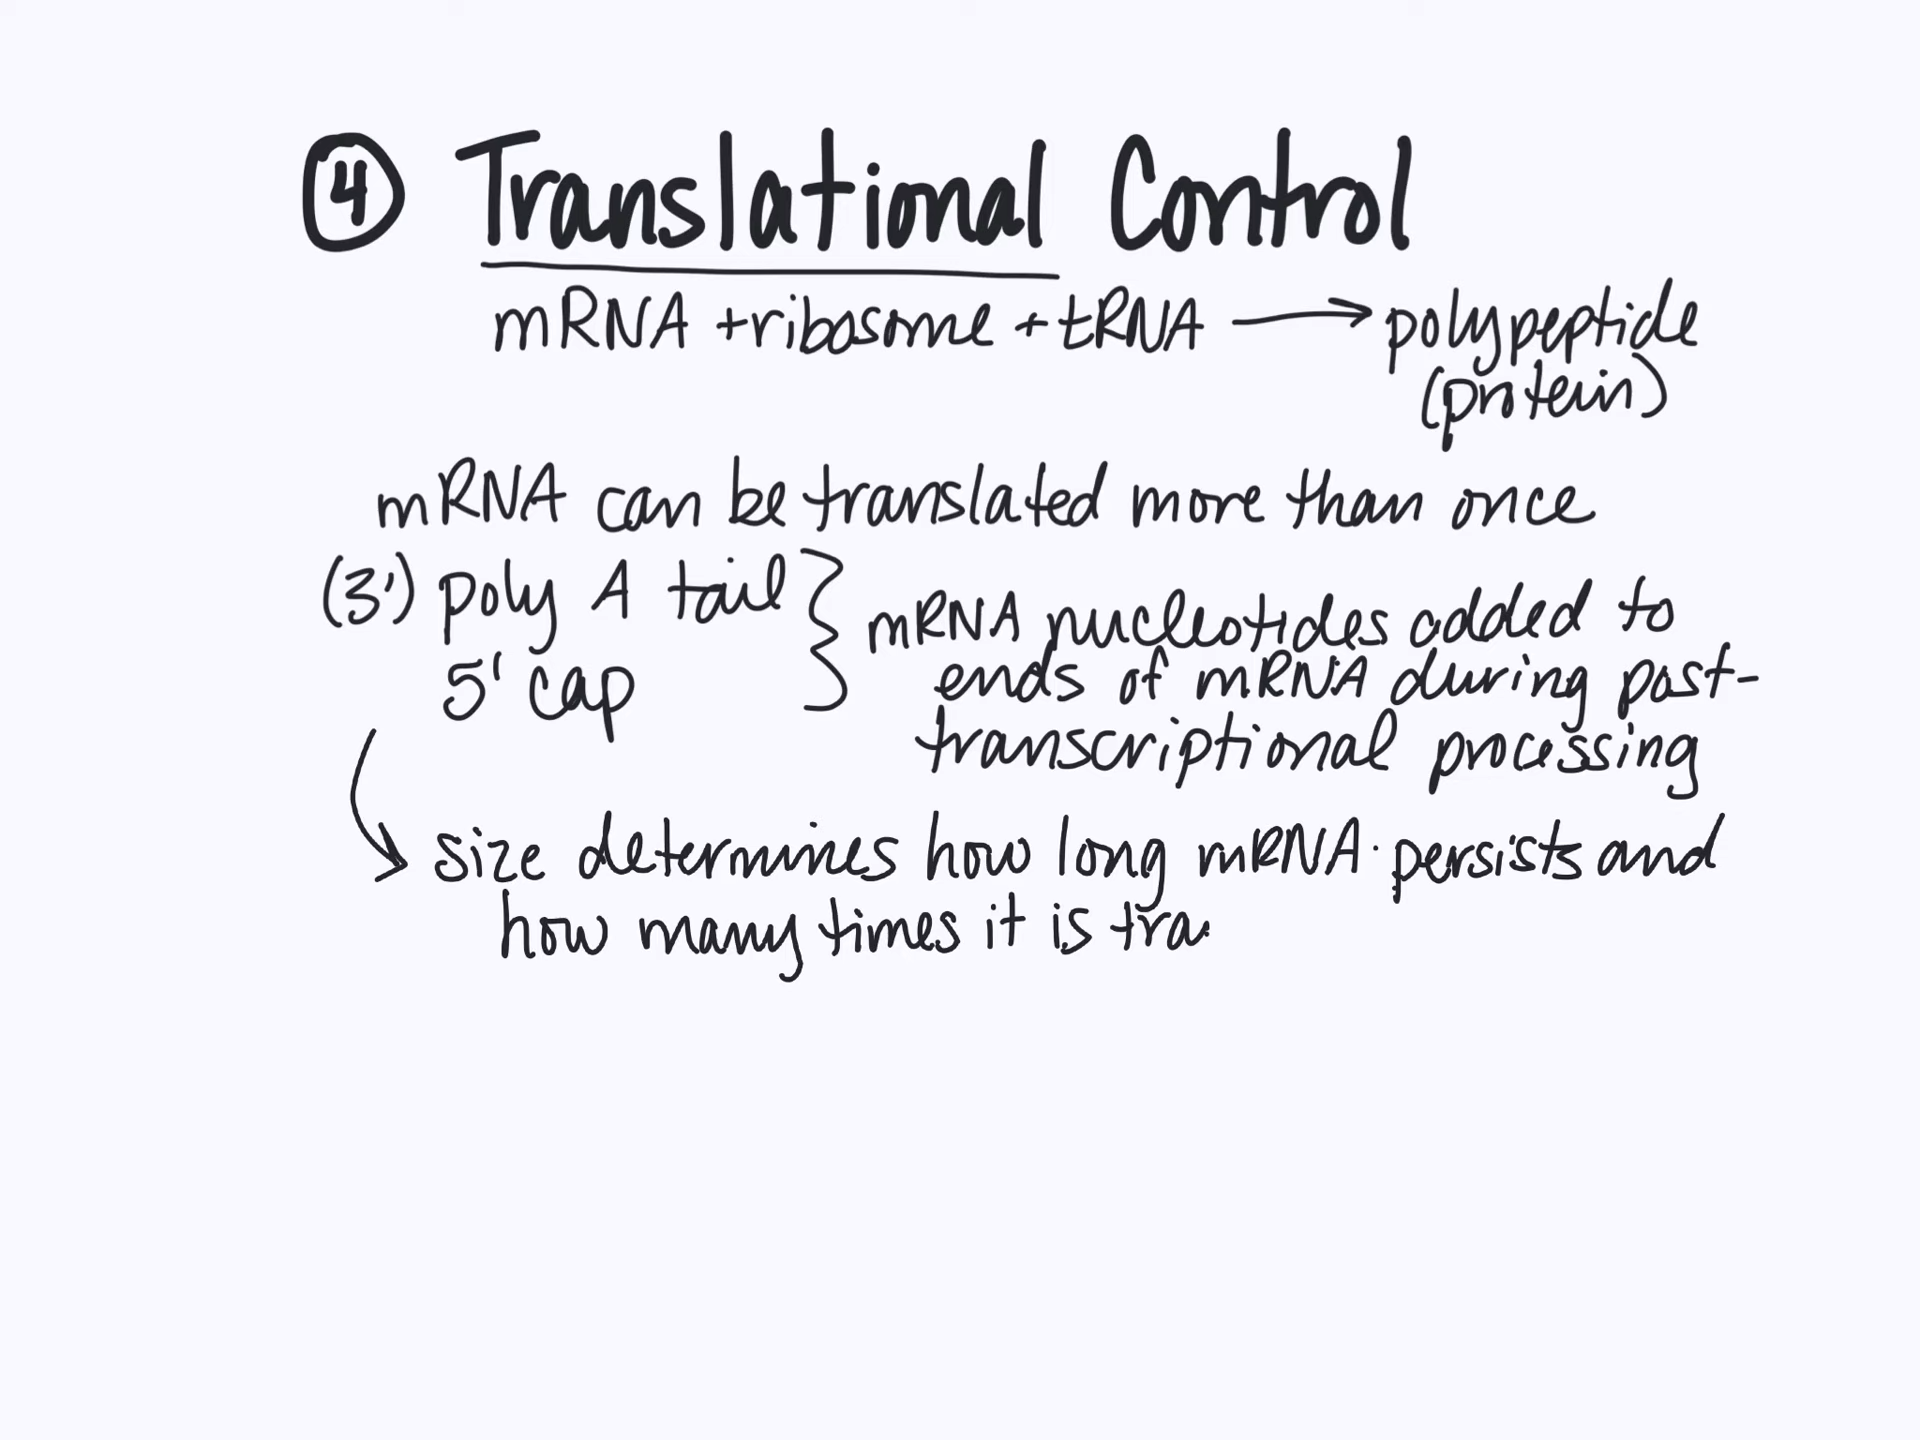 ④ Translational Control
mRNA + ribosome + tRNA → polypeptide
(protein)
mRNA can be translated more than once
(3') poly A tail
5' cap
} mRNA nucleotides added to
ends of mRNA during post-
transcriptional processing
→ size determines how long mRNA persists and
how many times it is tra